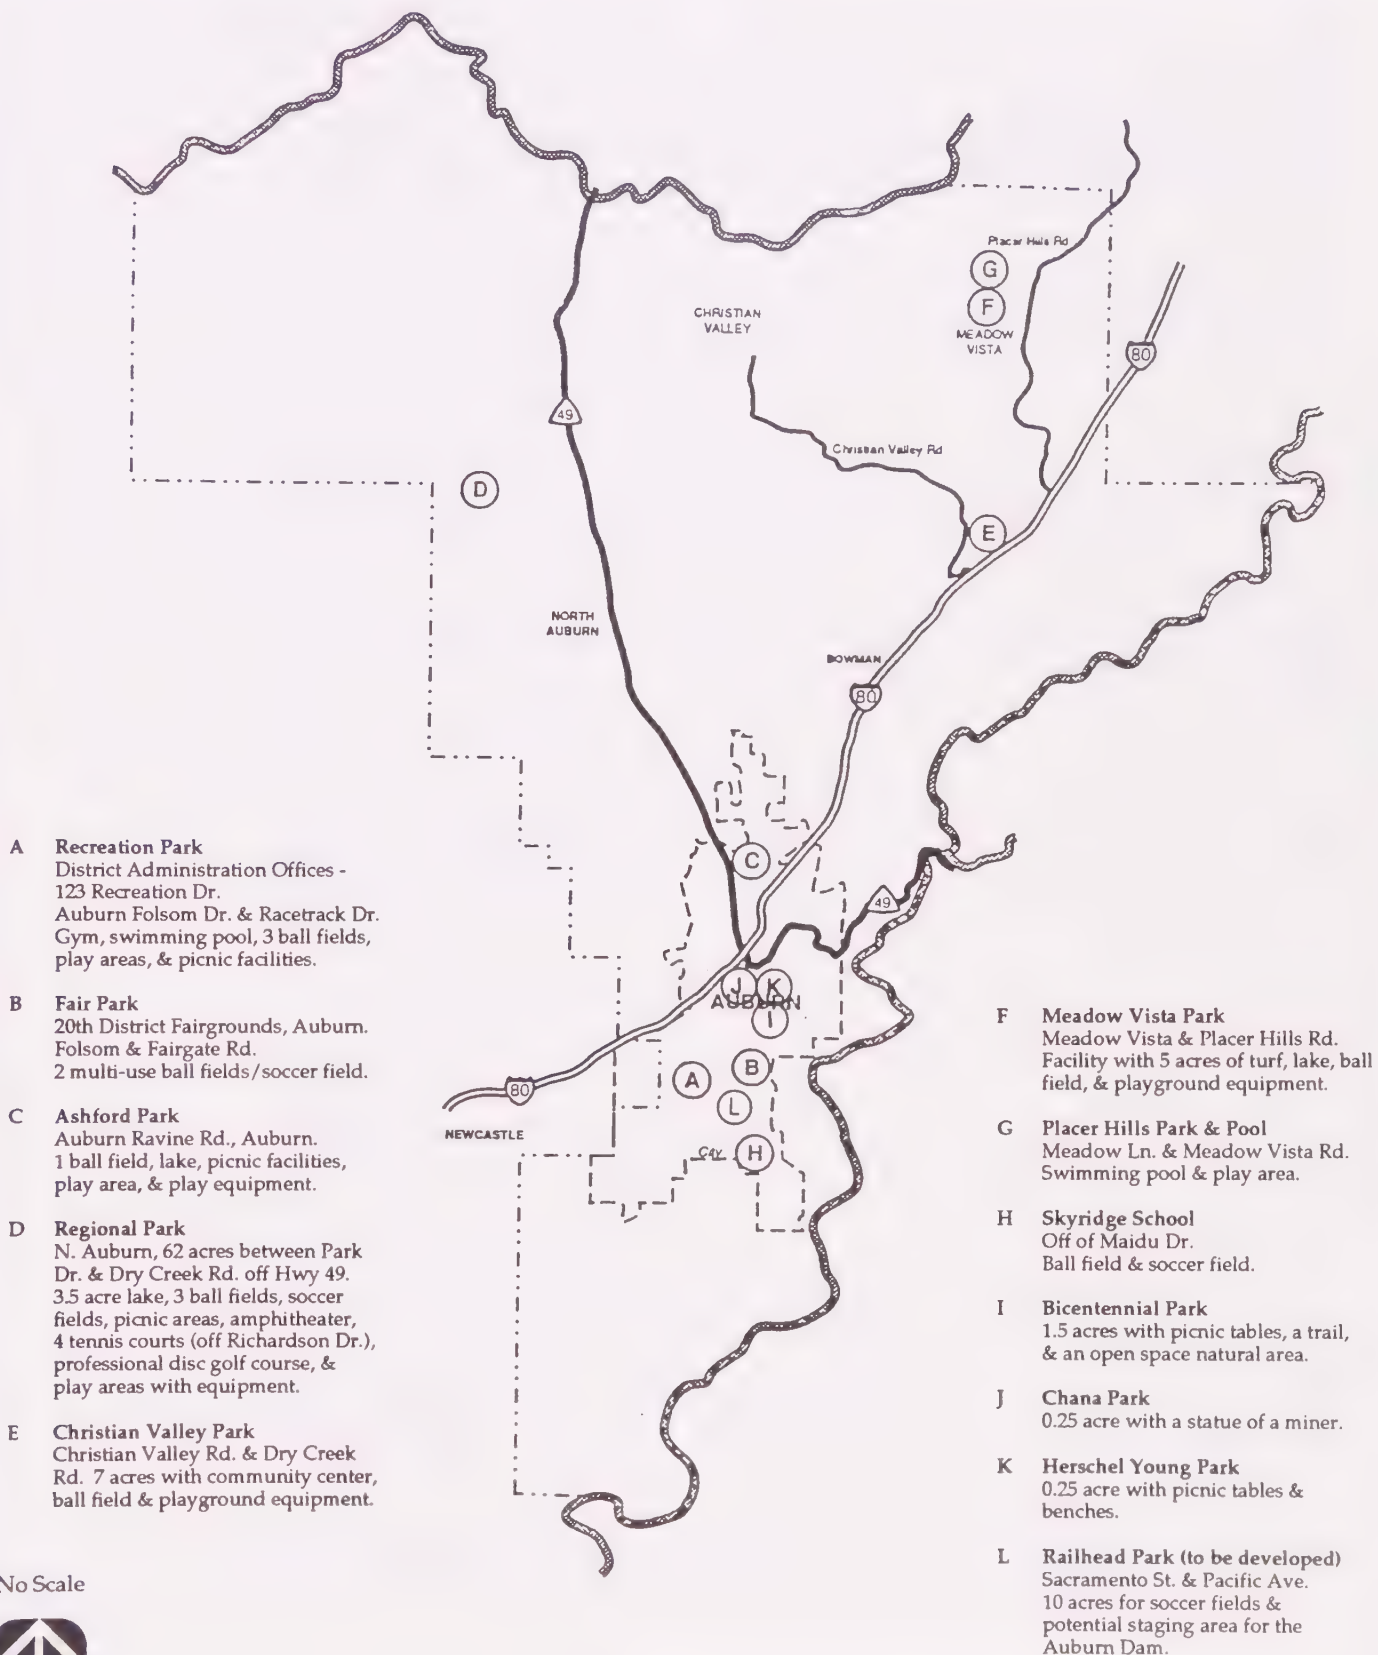 Placer Hills Rd
G
F
MEADOW
VISTA
CHRISTIAN
VALLEY
80
49
Christian Valley Rd
D
E
NORTH
AUBURN
BOWMAN
80
C
49
J K
AUBURN
I
B
A
L
80
NEWCASTLE
H
A Recreation Park
District Administration Offices -
123 Recreation Dr.
Auburn Folsom Dr. & Racetrack Dr.
Gym, swimming pool, 3 ball fields,
play areas, & picnic facilities.
B Fair Park
20th District Fairgrounds, Auburn.
Folsom & Fairgate Rd.
2 multi-use ball fields/soccer field.
C Ashford Park
Auburn Ravine Rd., Auburn.
1 ball field, lake, picnic facilities,
play area, & play equipment.
D Regional Park
N. Auburn, 62 acres between Park
Dr. & Dry Creek Rd. off Hwy 49.
3.5 acre lake, 3 ball fields, soccer
fields, picnic areas, amphitheater,
4 tennis courts (off Richardson Dr.),
professional disc golf course, &
play areas with equipment.
E Christian Valley Park
Christian Valley Rd. & Dry Creek
Rd. 7 acres with community center,
ball field & playground equipment.
No Scale
F Meadow Vista Park
Meadow Vista & Placer Hills Rd.
Facility with 5 acres of turf, lake, ball
field, & playground equipment.
G Placer Hills Park & Pool
Meadow Ln. & Meadow Vista Rd.
Swimming pool & play area.
H Skyridge School
Off of Maidu Dr.
Ball field & soccer field.
I Bicentennial Park
1.5 acres with picnic tables, a trail,
& an open space natural area.
J Chana Park
0.25 acre with a statue of a miner.
K Herschel Young Park
0.25 acre with picnic tables &
benches.
L Railhead Park (to be developed)
Sacramento St. & Pacific Ave.
10 acres for soccer fields &
potential staging area for the
Auburn Dam.